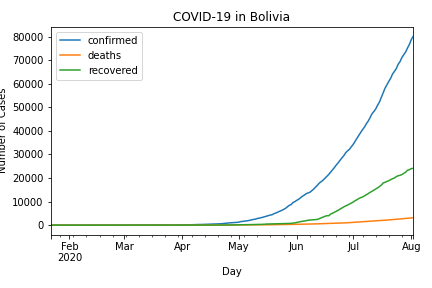 COVID-19 in Bolivia
confirmed
deaths
recovered
80000
70000
60000
50000
40000
30000
20000
10000
0
Number of Cases
Feb
2020
Mar
Apr
May
Jun
Jul
Aug
Day